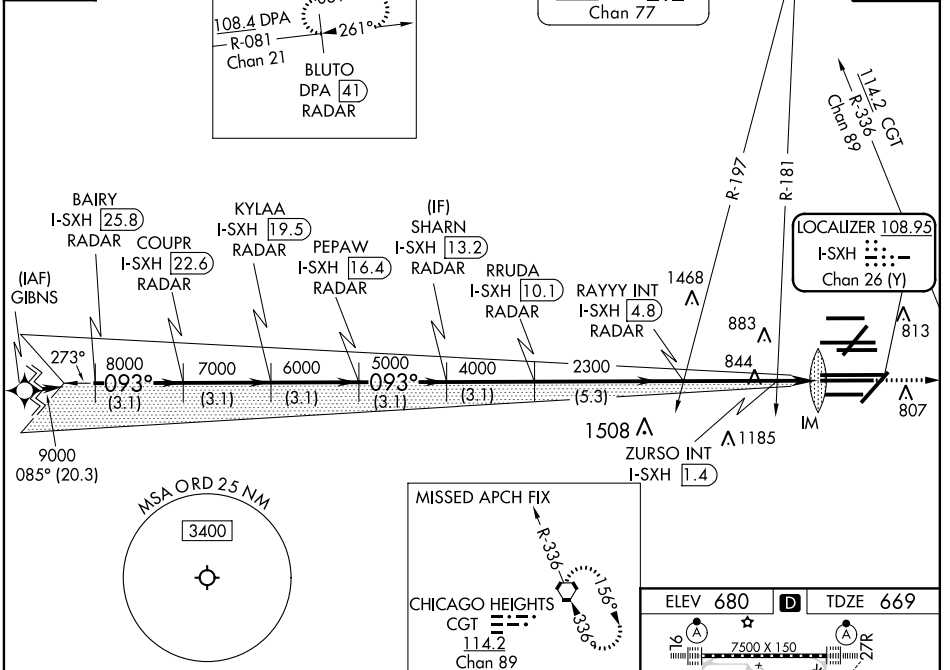 108.4 DPA
R-081
Chan 21
261°
BLUTO
DPA 41
RADAR
Chan 77
114.2 CGT
R-336
Chan 89
R-197
R-181
BAIRY
I-SXH 25.8
RADAR
COUPR
I-SXH 22.6
RADAR
KYLAA
I-SXH 19.5
RADAR
PEPAW
I-SXH 16.4
RADAR
(IF)
SHARN
I-SXH 13.2
RADAR
RRUDA
I-SXH 10.1
RADAR
RAYYY INT
I-SXH 4.8
RADAR
LOCALIZER 108.95
I-SXH
Chan 26 (Y)
(IAF)
GIBNS
1468
883
844
813
807
273°
8000
093°
(3.1)
7000
(3.1)
6000
(3.1)
5000
093°
(3.1)
4000
(3.1)
2300
(5.3)
9000
085° (20.3)
1508
1185
IM
ZURSO INT
I-SXH 1.4
MSA ORD 25 NM
3400
MISSED APCH FIX
R-336
156°
336°
CHICAGO HEIGHTS
CGT
114.2
Chan 89
ELEV 680 D TDZE 669
A
A
9L
7500 X 150
27R